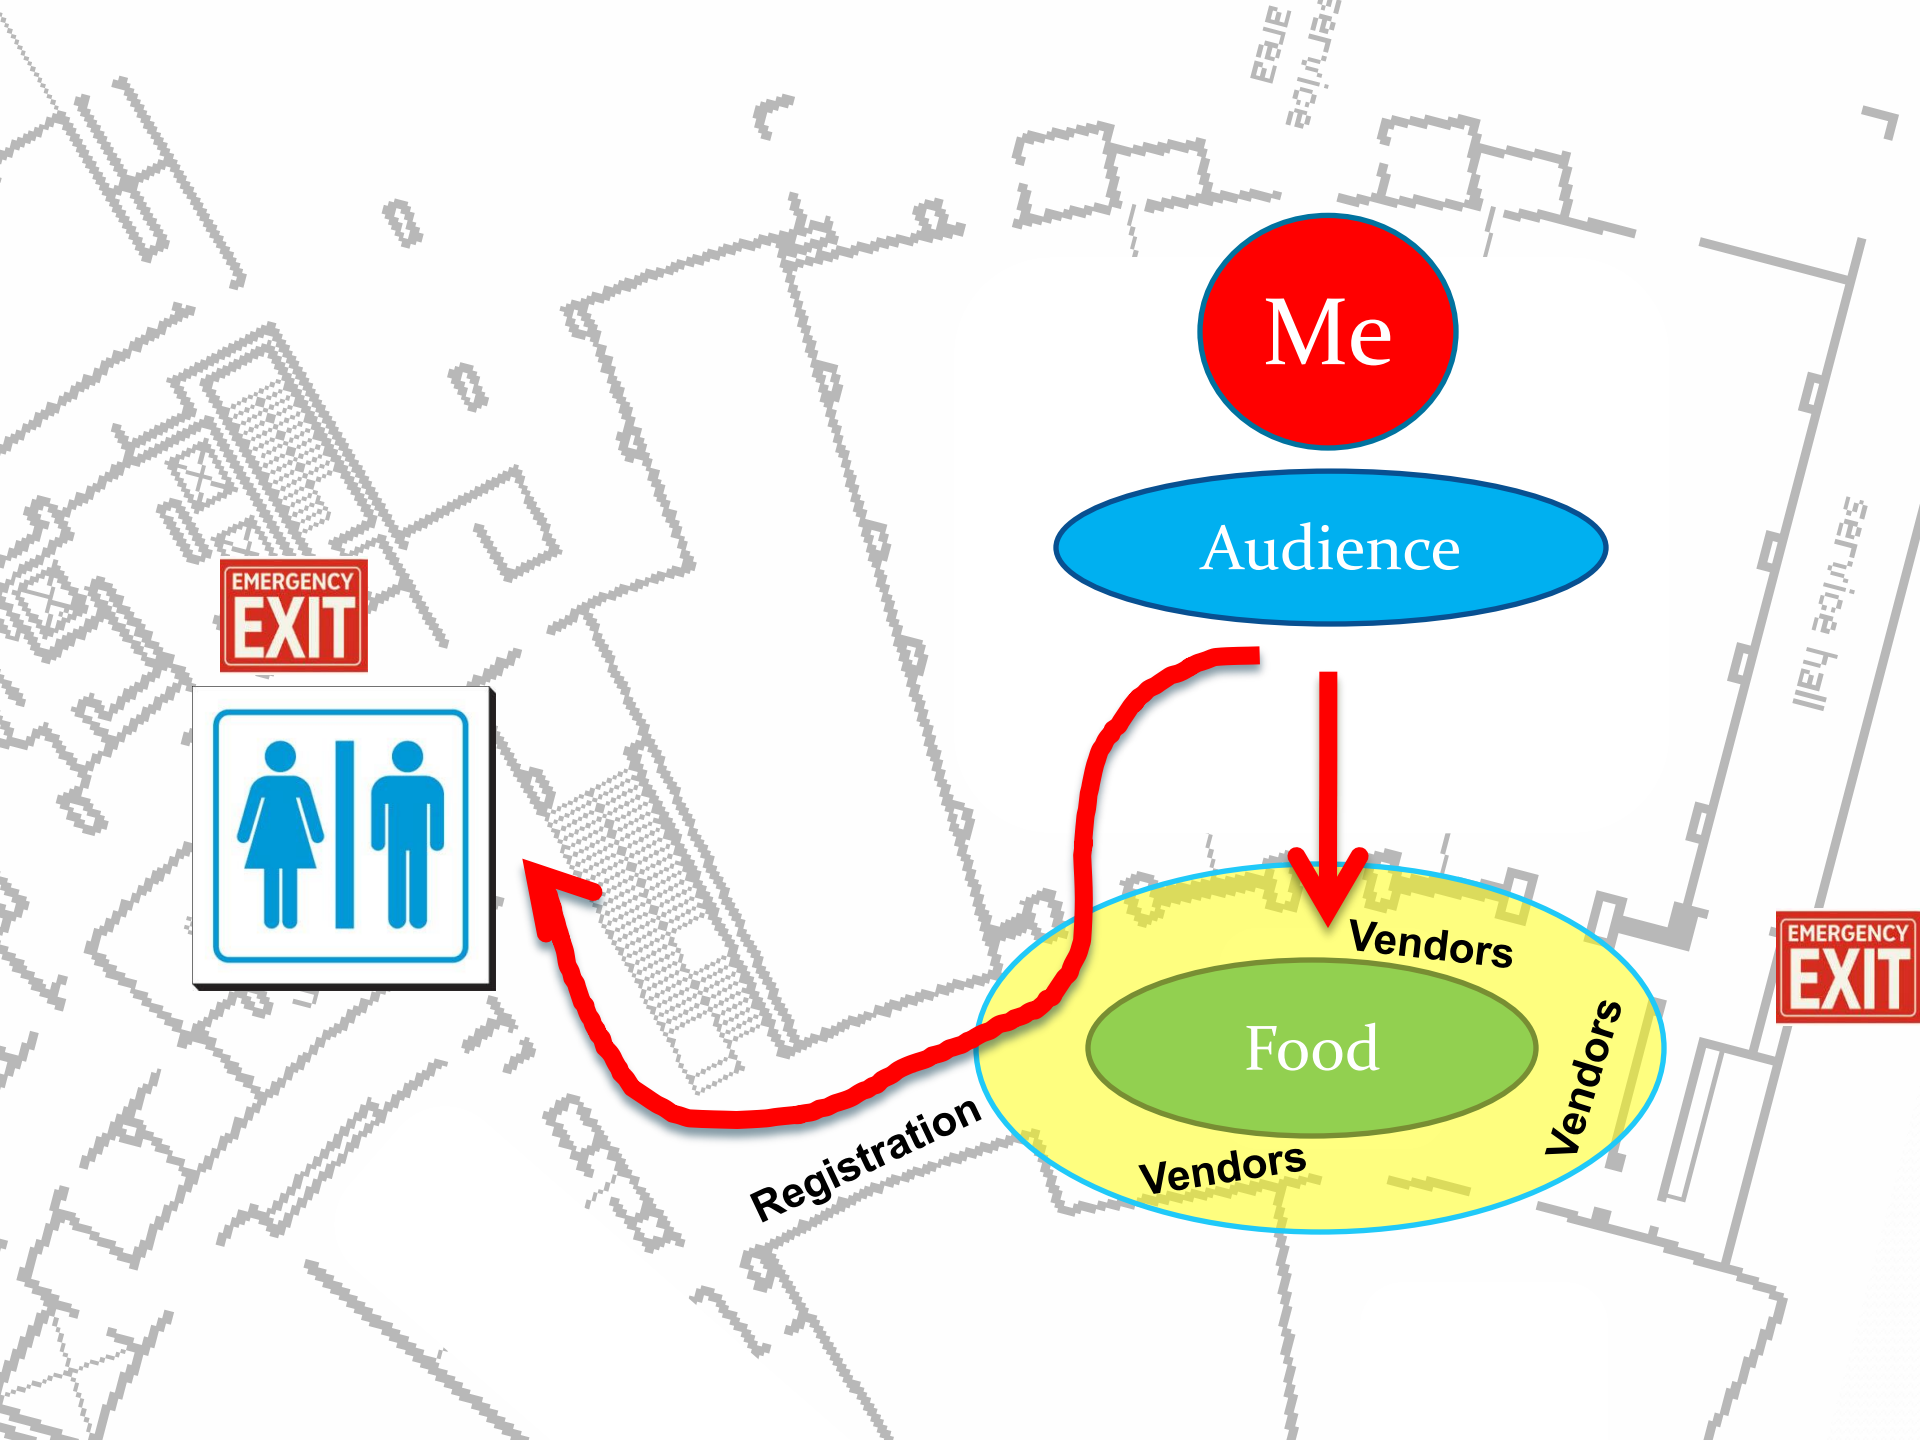 service
area
Me
Audience
service hall
EMERGENCY
EXIT
Vendors
EMERGENCY
EXIT
Food
Vendors
Registration
Vendors